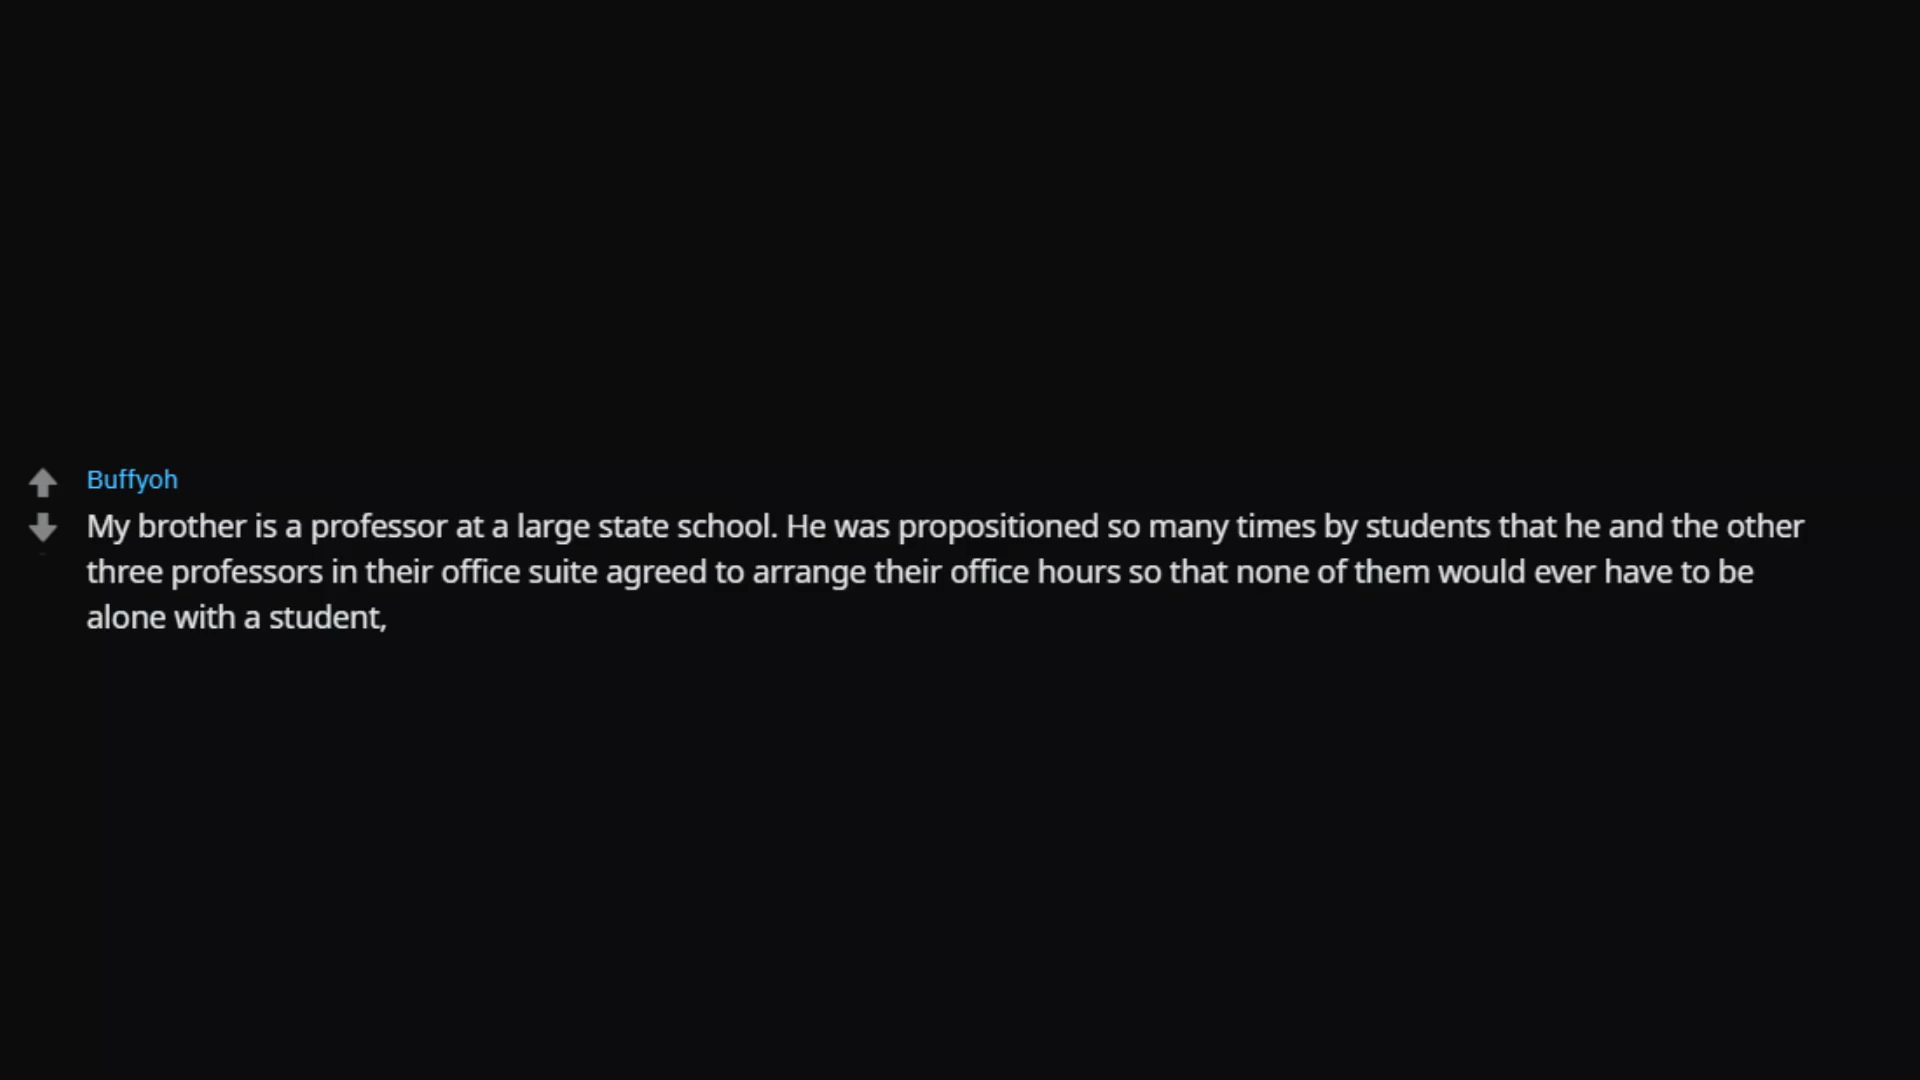 Buffyoh
My brother is a professor at a large state school. He was propositioned so many times by students that he and the other
three professors in their office suite agreed to arrange their office hours so that none of them would ever have to be
alone with a student,